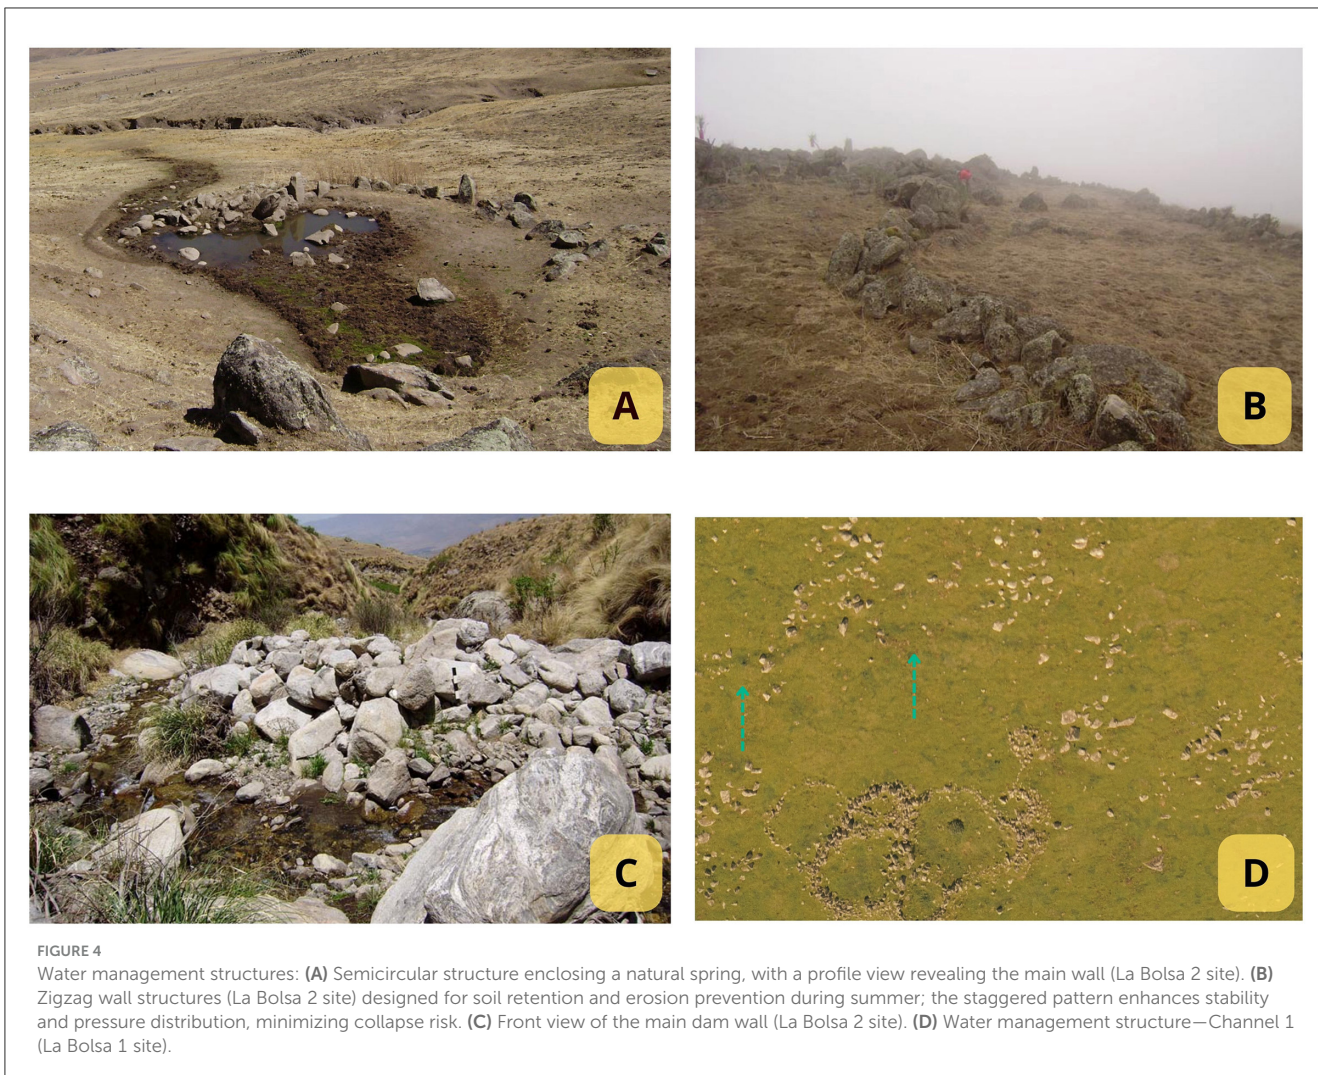 A
B
C
D
FIGURE 4
Water management structures: (A) Semicircular structure enclosing a natural spring, with a profile view revealing the main wall (La Bolsa 2 site). (B)
Zigzag wall structures (La Bolsa 2 site) designed for soil retention and erosion prevention during summer; the staggered pattern enhances stability
and pressure distribution, minimizing collapse risk. (C) Front view of the main dam wall (La Bolsa 2 site). (D) Water management structure—Channel 1
(La Bolsa 1 site).